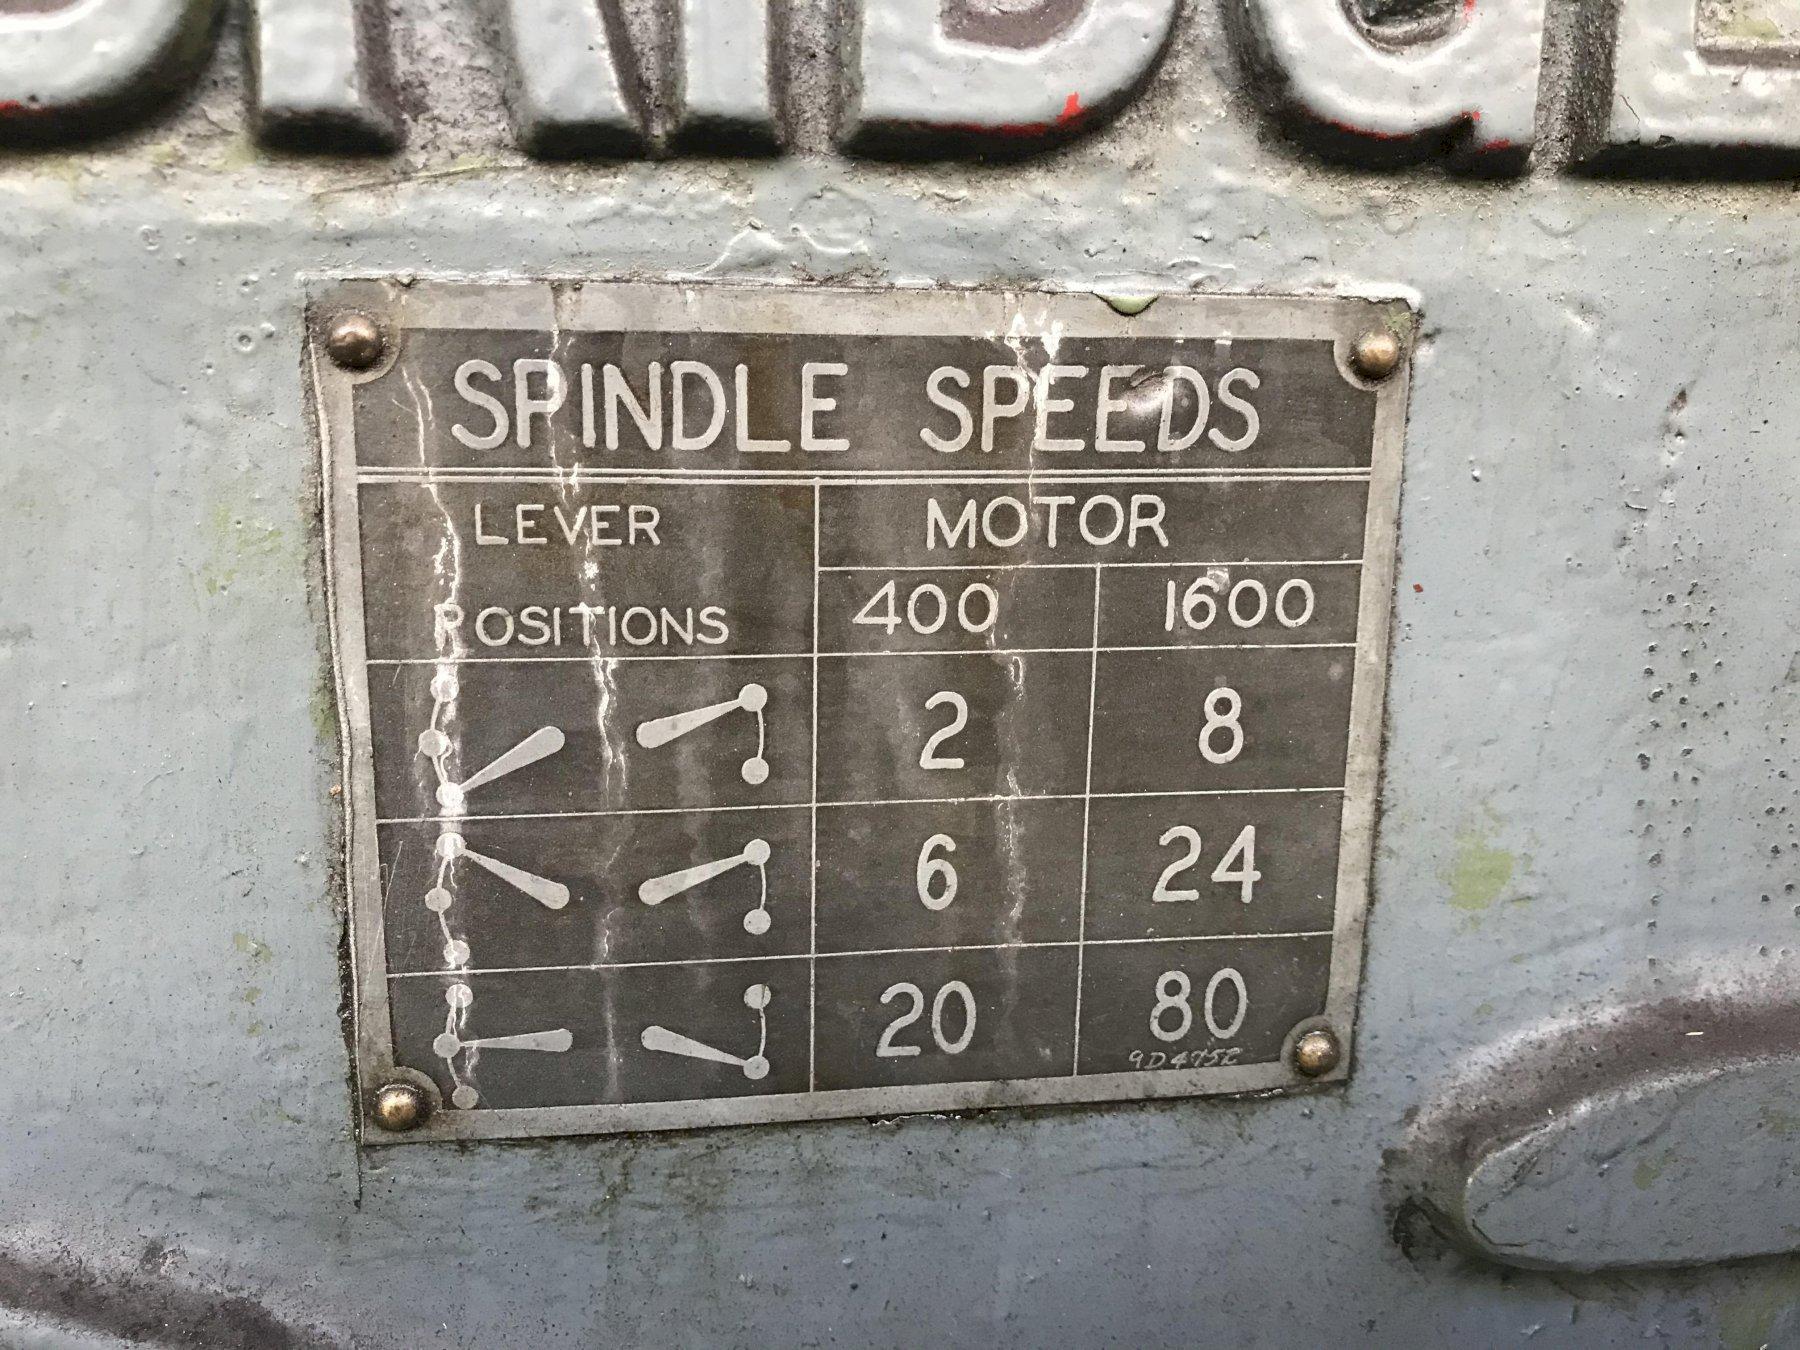 SPINDLE SPEEDS
LEVER POSITIONS
MOTOR
400 1600
2 8
6 24
20 80